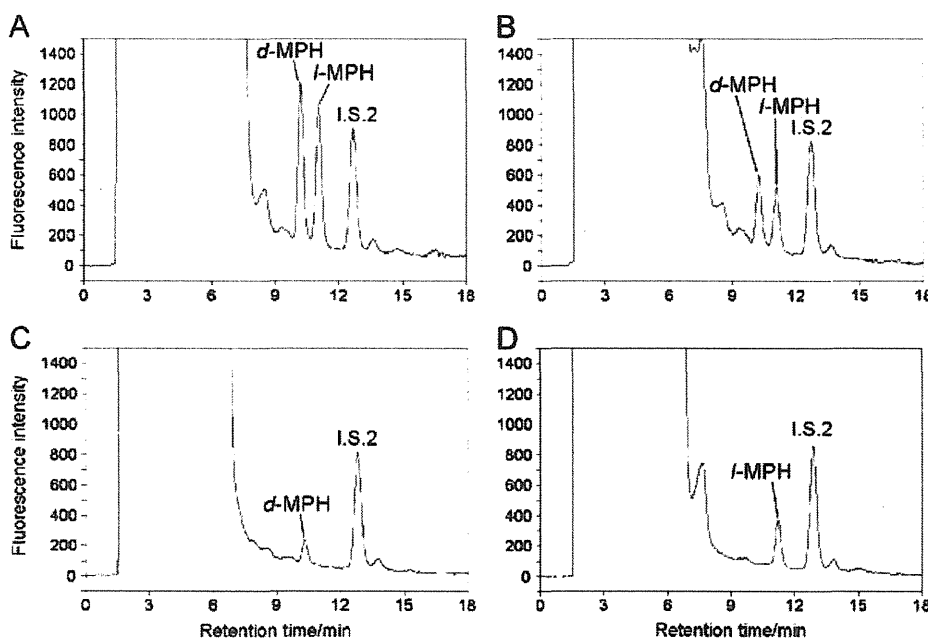 A
Fluorescence intensity
1400
1200
1000
800
600
400
200
0
d-MPH
l-MPH
I.S.2
0 3 6 9 12 15 18
B
1400
1200
1000
800
600
400
200
0
d-MPH
l-MPH
I.S.2
0 3 6 9 12 15 18
C
Fluorescence intensity
1400
1200
1000
800
600
400
200
0
d-MPH
I.S.2
0 3 6 9 12 15 18
Retention time/min
D
1400
1200
1000
800
600
400
200
0
l-MPH
I.S.2
0 3 6 9 12 15 18
Retention time/min